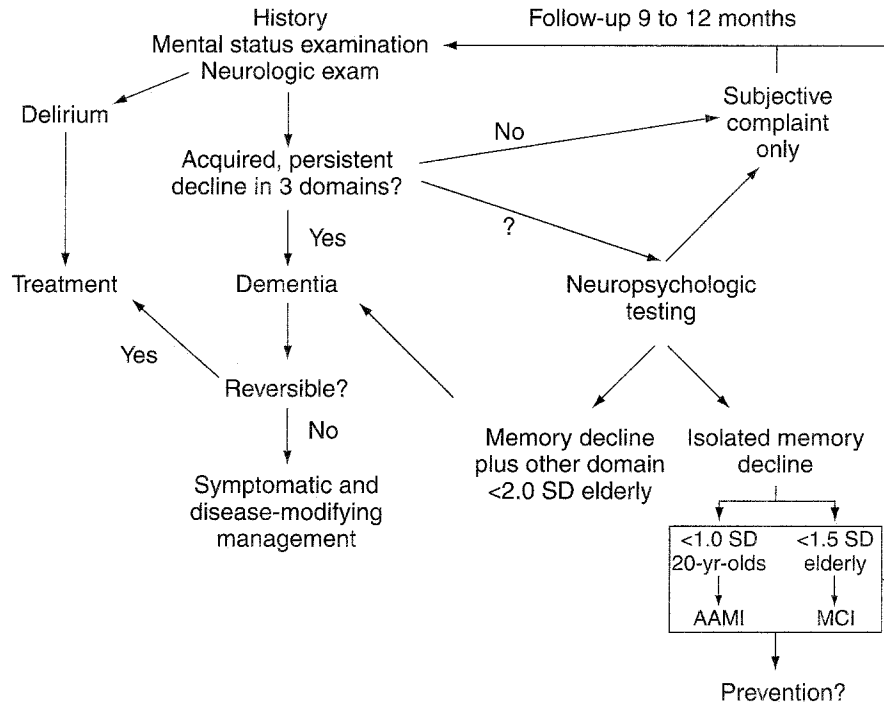 History
Mental status examination
Neurologic exam
Follow-up 9 to 12 months
Delirium
Subjective
complaint
only
No
Acquired, persistent
decline in 3 domains?
?
Yes
Treatment
Dementia
Neuropsychologic
testing
Yes
Reversible?
No
Memory decline
plus other domain
<2.0 SD elderly
Isolated memory
decline
Symptomatic and
disease-modifying
management
<1.0 SD
20-yr-olds
<1.5 SD
elderly
AAMI
MCI
Prevention?